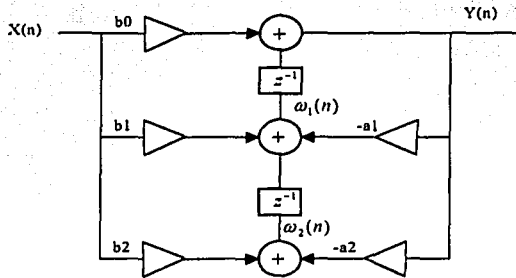 X(n) b0 + Y(n)
z⁻¹
ω₁(n)
b1 + -a1
z⁻¹
ω₂(n)
b2 + -a2